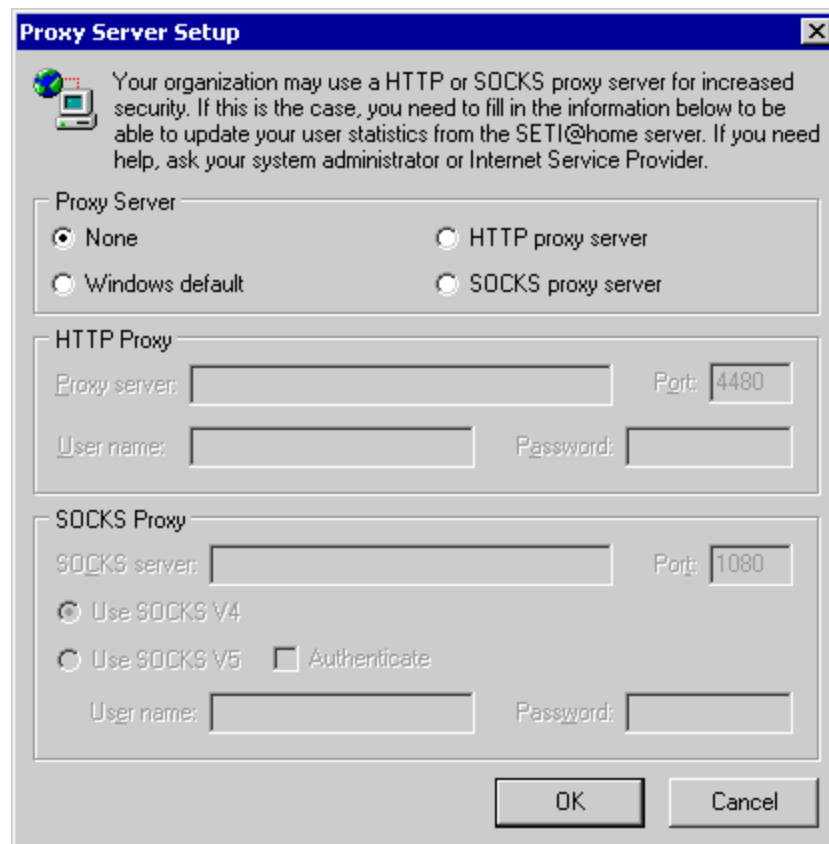 Proxy Server Setup
Your organization may use a HTTP or SOCKS proxy server for increased
security. If this is the case, you need to fill in the information below to be
able to update your user statistics from the SETI@home server. If you need
help, ask your system administrator or Internet Service Provider.
Proxy Server
None HTTP proxy server
Windows default SOCKS proxy server
HTTP Proxy
Proxy server: Port: 4480
User name: Password:
SOCKS Proxy
SOCKS server: Port: 1080
Use SOCKS V4
Use SOCKS V5 Authenticate
User name: Password:
OK Cancel